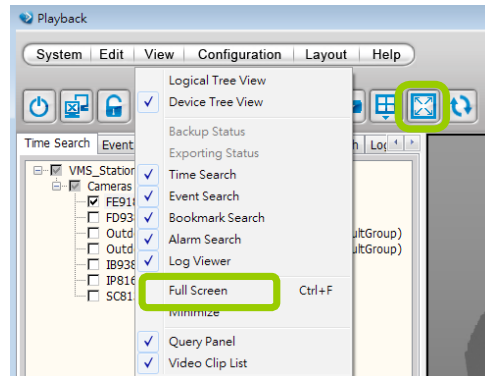 Playback
System Edit View Configuration Layout Help
Logical Tree View
Device Tree View
Backup Status
Exporting Status
Time Search
Event Search
Bookmark Search
Alarm Search
Log Viewer
Full Screen Ctrl+F
Minimize
Query Panel
Video Clip List
Time Search Event
VMS_Station
Cameras
FE918
FD93
Outd ultGroup)
Outd ultGroup)
IB938
IP816
SC81